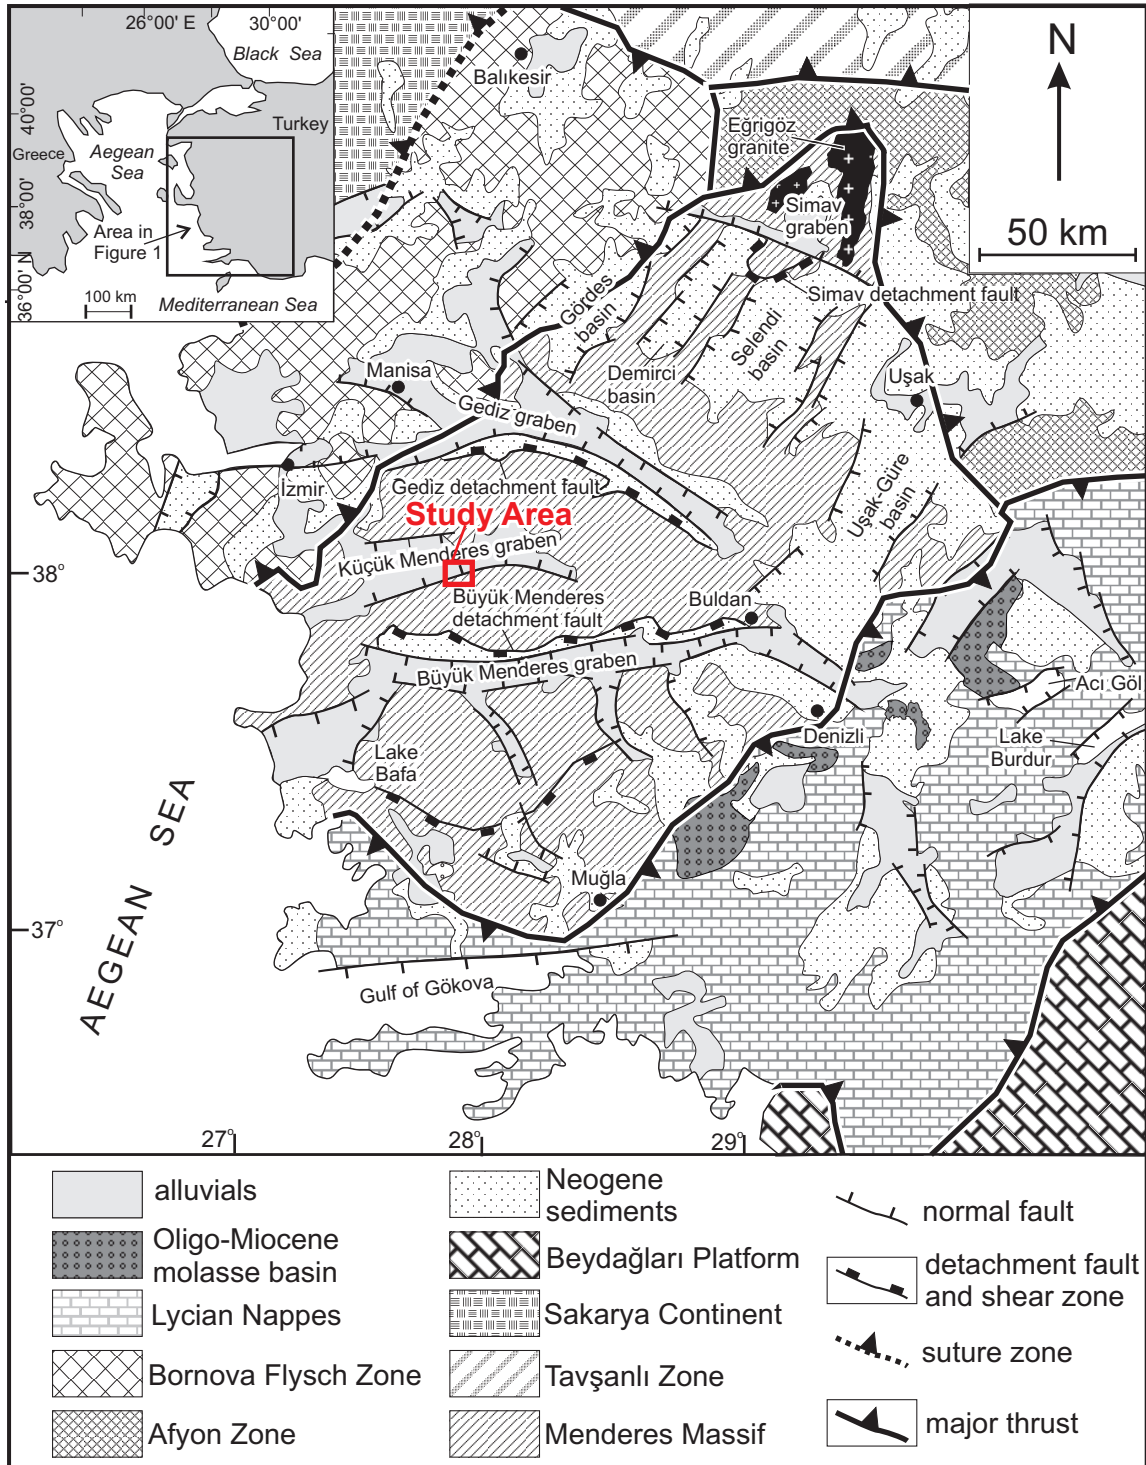 26°00' E
30°00'
Black Sea
40°00'
38°00'
36°00' N
Turkey
Greece
Aegean
Sea
Area in
Figure 1
100 km
Mediterranean Sea
Balıkesir
N
50 km
Eğrigöz
granite
Simav
graben
Simav detachment fault
Gördes
basin
Selendi
basin
Demirci
basin
Uşak
Manisa
Gediz graben
İzmir
Gediz detachment fault
Study Area
Uşak-Güre
basin
Küçük Menderes graben
38°
Büyük Menderes
detachment fault
Buldan
Büyük Menderes graben
Acı Göl
Denizli
Lake
Burdur
Lake
Bafa
AEGEAN SEA
Muğla
37°
Gulf of Gökova
27°
28°
29°
alluvials
Oligo-Miocene
molasse basin
Lycian Nappes
Bornova Flysch Zone
Afyon Zone
Neogene
sediments
Beydağları Platform
Sakarya Continent
Tavşanlı Zone
Menderes Massif
normal fault
detachment fault
and shear zone
suture zone
major thrust